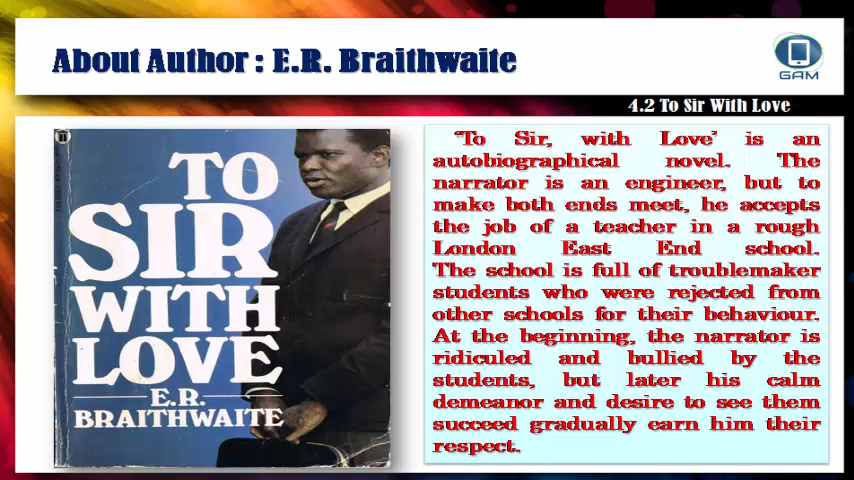 About Author : E.R. Braithwaite
GAM
4.2 To Sir With Love
TO
SIR
WITH
LOVE
E.R.
BRAITHWAITE
'To Sir, with Love' is an
autobiographical novel. The
narrator is an engineer, but to
make both ends meet, he accepts
the job of a teacher in a rough
London East End school.
The school is full of troublemaker
students who were rejected from
other schools for their behaviour.
At the beginning, the narrator is
ridiculed and bullied by the
students, but later his calm
demeanor and desire to see them
succeed gradually earn him their
respect.